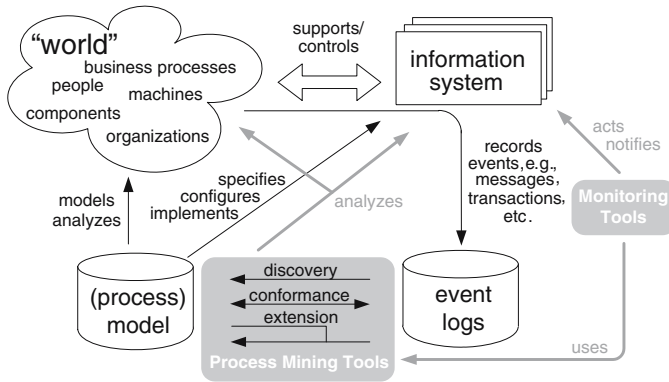 "world"
business processes
people
machines
components
organizations
supports/
controls
information
system
models
analyzes
specifies
configures
implements
analyzes
records
events, e.g.,
messages,
transactions,
etc.
acts
notifies
Monitoring
Tools
(process)
model
discovery
conformance
extension
Process Mining Tools
event
logs
uses